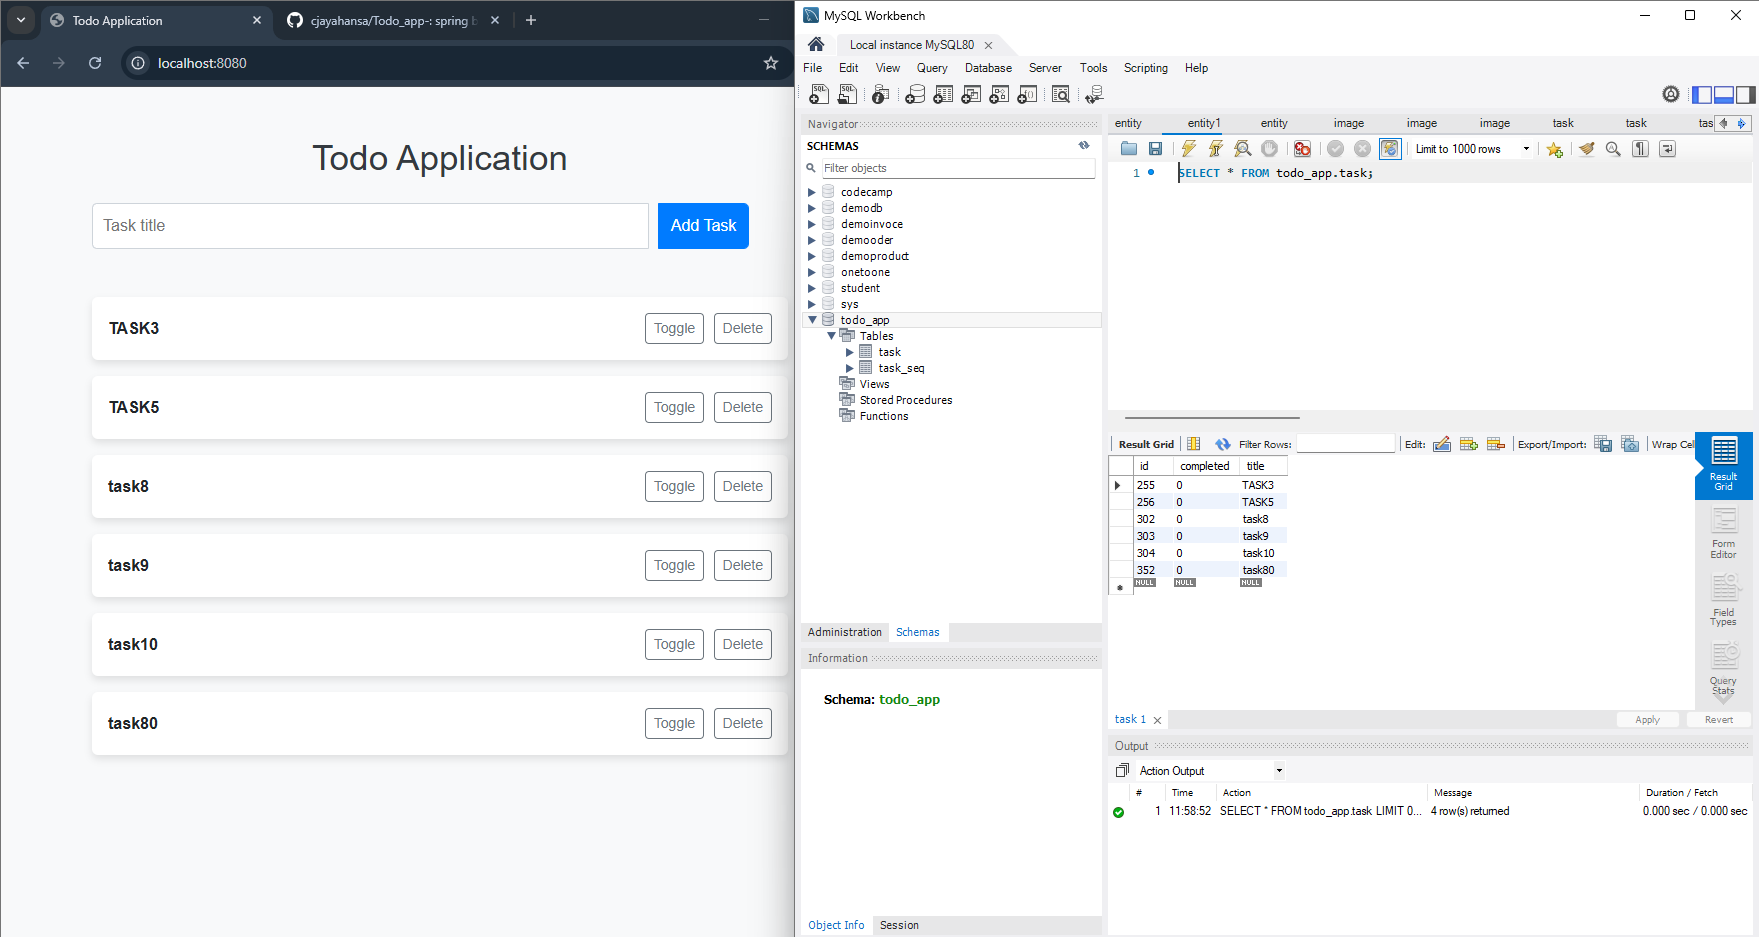 Todo Application
cjayahansa/Todo_app-: spring b
localhost:8080
Todo Application
Task title
Add Task
TASK3
Toggle
Delete
TASK5
Toggle
Delete
task8
Toggle
Delete
task9
Toggle
Delete
task10
Toggle
Delete
task80
Toggle
Delete
MySQL Workbench
Local instance MySQL80
File Edit View Query Database Server Tools Scripting Help
Navigator
SCHEMAS
Filter objects
codecamp
demodb
demoinvoce
demooder
demoproduct
onetoone
student
sys
todo_app
Tables
task
task_seq
Views
Stored Procedures
Functions
Administration Schemas
Information
Schema: todo_app
Object Info Session
entity entity1 entity image image image task task tas
Limit to 1000 rows
1 SELECT * FROM todo_app.task;
Result Grid Filter Rows: Edit: Export/Import: Wrap Cel
id completed title
255 0 TASK3
256 0 TASK5
302 0 task8
303 0 task9
304 0 task10
352 0 task80
NULL NULL NULL
Result
Grid
Form
Editor
Field
Types
Query
Stats
task 1
Apply Revert
Output
Action Output
# Time Action Message Duration / Fetch
1 11:58:52 SELECT * FROM todo_app.task LIMIT 0... 4 row(s) returned 0.000 sec / 0.000 sec